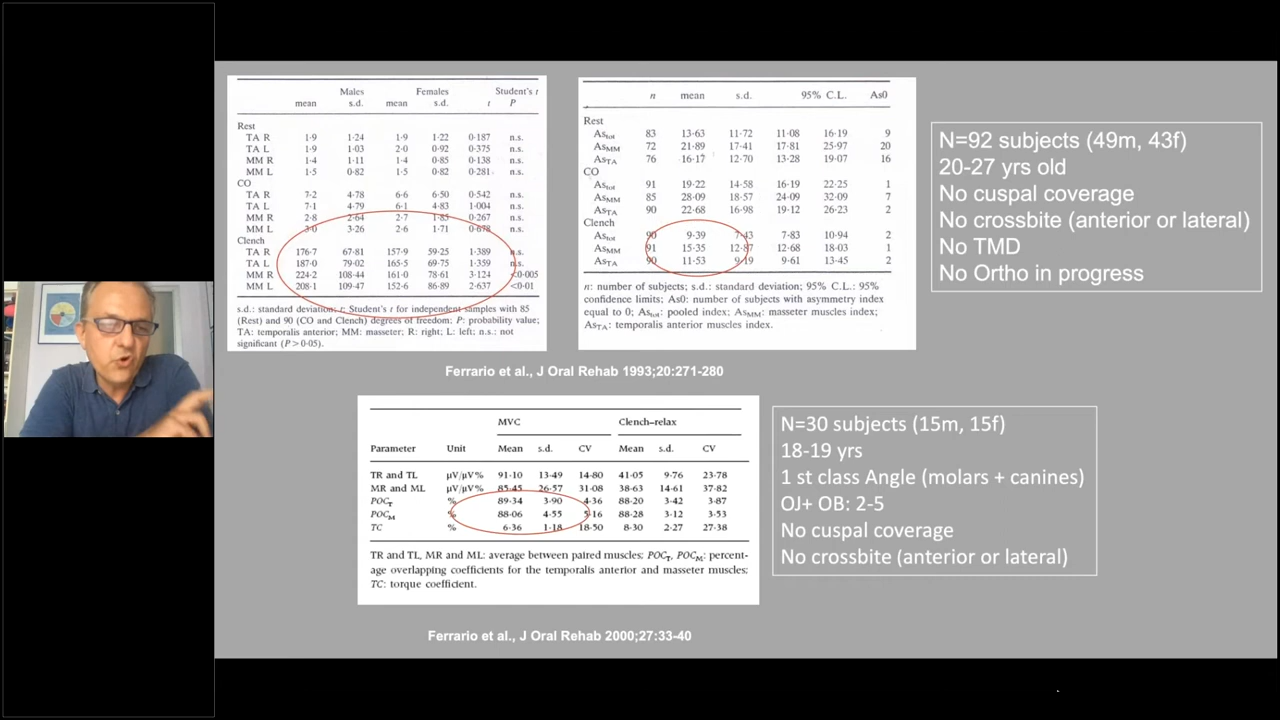 Males Females Student's t
mean s.d. mean s.d. t P
Rest
TA R 1·9 1·24 1·9 1·22 0·187 n.s.
TA L 1·9 1·03 2·0 0·92 0·375 n.s.
MM R 1·4 1·11 1·4 0·85 0·138 n.s.
MM L 1·5 0·82 1·5 0·82 0·281 n.s.
CO
TA R 7·2 4·78 6·6 6·50 0·542 n.s.
TA L 7·1 4·79 6·1 4·83 1·004 n.s.
MM R 2·8 2·64 2·7 1·85 0·267 n.s.
MM L 3·0 3·26 2·6 1·71 0·678 n.s.
Clench
TA R 176·7 67·81 157·9 59·25 1·389 n.s.
TA L 187·0 79·02 165·5 69·75 1·359 n.s.
MM R 224·2 108·44 161·0 78·61 3·124 <0·005
MM L 208·1 109·47 152·6 86·89 2·637 <0·01
s.d.: standard deviation; t: Student's t for independent samples with 85
(Rest) and 90 (CO and Clench) degrees of freedom; P: probability value;
TA: temporalis anterior; MM: masseter; R: right; L: left; n.s.: not
significant (P>0·05).
n mean s.d. 95% C.L. As0
Rest
As_tot 83 13·63 11·72 11·08 16·19 9
As_MM 72 21·89 17·41 17·81 25·97 20
As_TA 76 16·17 12·70 13·28 19·07 16
CO
As_tot 91 19·22 14·58 16·19 22·25 1
As_MM 85 28·09 18·57 24·09 32·09 7
As_TA 90 22·68 16·98 19·12 26·23 2
Clench
As_tot 90 9·39 7·43 7·83 10·94 2
As_MM 91 15·35 12·87 12·68 18·03 1
As_TA 90 11·53 9·19 9·61 13·45 2
n: number of subjects; s.d.: standard deviation; 95% C.L.: 95%
confidence limits; As0: number of subjects with asymmetry index
equal to 0; As_tot: pooled index; As_MM: masseter muscles index;
As_TA: temporalis anterior muscles index.
N=92 subjects (49m, 43f)
20-27 yrs old
No cuspal coverage
No crossbite (anterior or lateral)
No TMD
No Ortho in progress
Ferrario et al., J Oral Rehab 1993;20:271-280
MVC Clench–relax
Parameter Unit Mean s.d. CV Mean s.d. CV
TR and TL μV/μV% 91·10 13·49 14·80 41·05 9·76 23·78
MR and ML μV/μV% 85·45 26·57 31·08 38·63 14·61 37·82
POC_T % 89·34 3·90 4·36 88·20 3·42 3·87
POC_M % 88·06 4·55 5·16 88·28 3·12 3·53
TC % 6·36 1·18 18·50 8·30 2·27 27·38
TR and TL, MR and ML: average between paired muscles; POC_T, POC_M: percent-
age overlapping coefficients for the temporalis anterior and masseter muscles;
TC: torque coefficient.
N=30 subjects (15m, 15f)
18-19 yrs
1 st class Angle (molars + canines)
OJ+ OB: 2-5
No cuspal coverage
No crossbite (anterior or lateral)
Ferrario et al., J Oral Rehab 2000;27:33-40